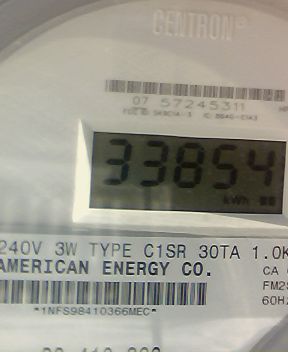 CENTRON®
07 57245311
33854
kWh
240V 3W TYPE C1SR 30TA 1.0K
AMERICAN ENERGY CO.
CA
FM2S
60Hz
*1NFS98410366MEC*